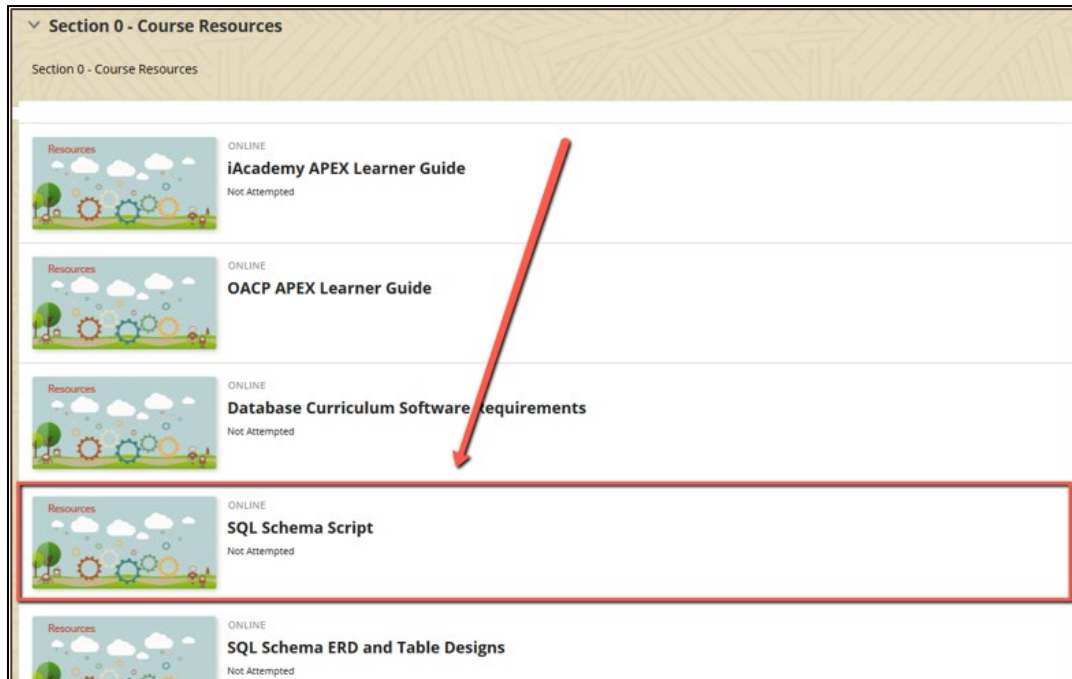 Section 0 - Course Resources
Section 0 - Course Resources
Resources
ONLINE
iAcademy APEX Learner Guide
Not Attempted
Resources
ONLINE
OACP APEX Learner Guide
Resources
ONLINE
Database Curriculum Software Requirements
Not Attempted
Resources
ONLINE
SQL Schema Script
Not Attempted
Resources
ONLINE
SQL Schema ERD and Table Designs
Not Attempted